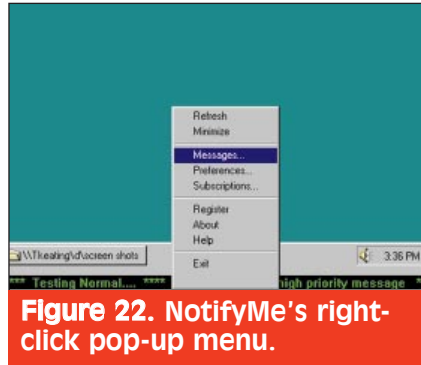 Refresh
Minimize
Messages...
Preferences...
Subscriptions...
Register
About
Help
Exit
\\Tkeating\d\screen shots
3:36 PM
*** Testing Normal.... ****
high priority message *
Figure 22. NotifyMe's right-
click pop-up menu.